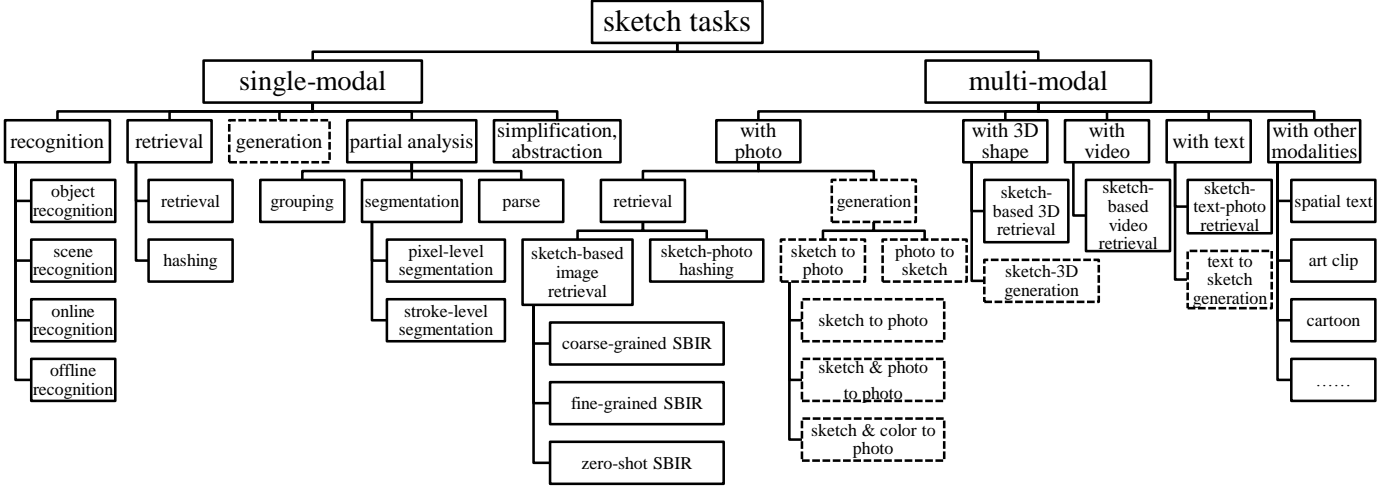 sketch tasks
single-modal
multi-modal
recognition
retrieval
generation
partial analysis
simplification,
abstraction
with
photo
with 3D
shape
with
video
with text
with other
modalities
object
recognition
scene
recognition
online
recognition
offline
recognition
retrieval
hashing
grouping
segmentation
parse
pixel-level
segmentation
stroke-level
segmentation
retrieval
generation
sketch-based
image
retrieval
sketch-photo
hashing
coarse-grained SBIR
fine-grained SBIR
zero-shot SBIR
sketch to
photo
photo to
sketch
sketch to photo
sketch & photo
to photo
sketch & color to
photo
sketch-
based 3D
retrieval
sketch-3D
generation
sketch-
based
video
retrieval
sketch-
text-photo
retrieval
text to
sketch
generation
spatial text
art clip
cartoon
……